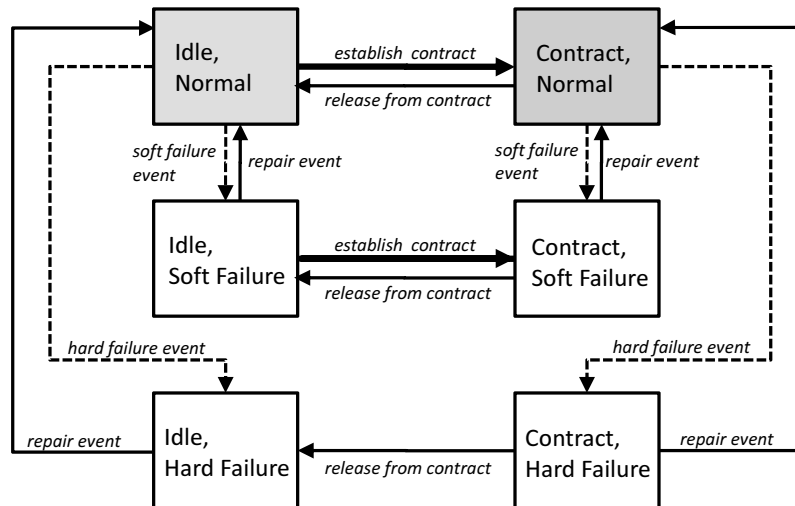 Idle,
Normal
establish contract
release from contract
Contract,
Normal
soft failure
event
repair event
soft failure
event
repair event
Idle,
Soft Failure
establish contract
release from contract
Contract,
Soft Failure
hard failure event
hard failure event
Idle,
Hard Failure
Contract,
Hard Failure
repair event
release from contract
repair event